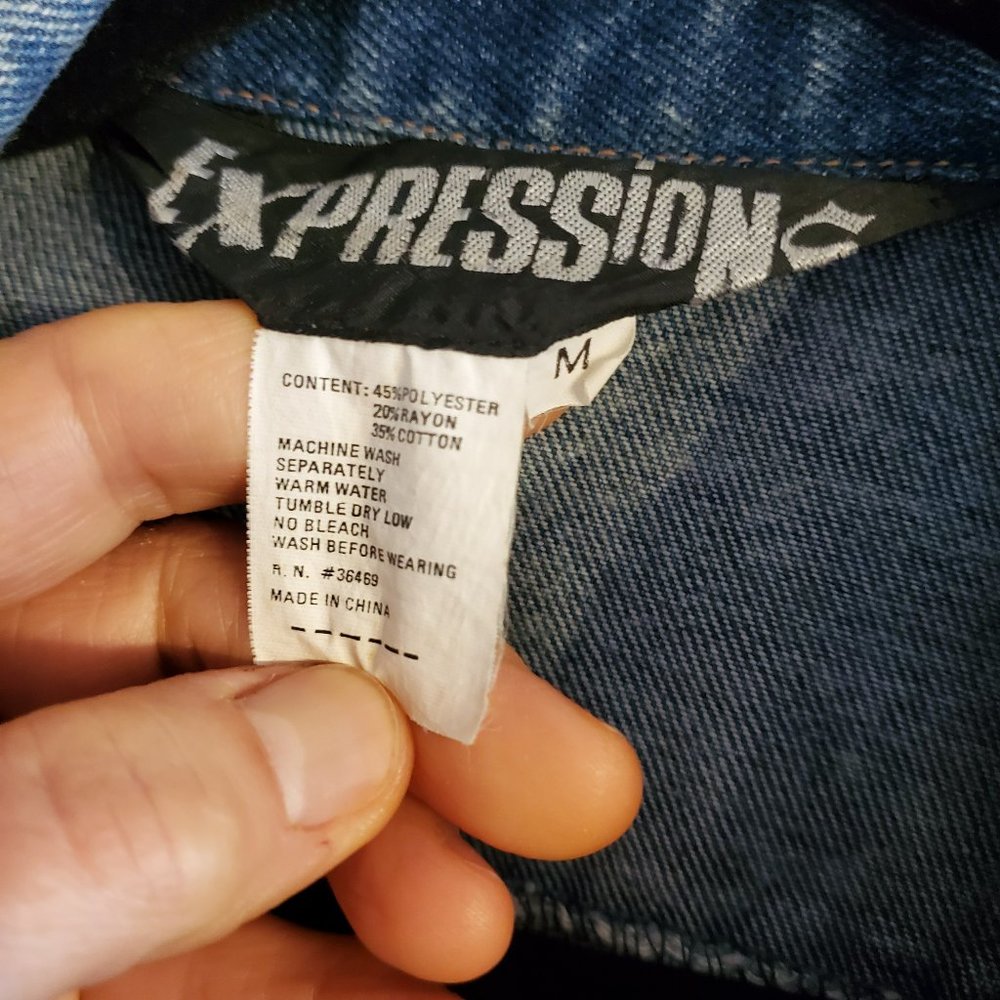 EXPRESSiONS
M
CONTENT: 45%POLYESTER
20%RAYON
35%COTTON
MACHINE WASH
SEPARATELY
WARM WATER
TUMBLE DRY LOW
NO BLEACH
WASH BEFORE WEARING
R. N. #36469
MADE IN CHINA